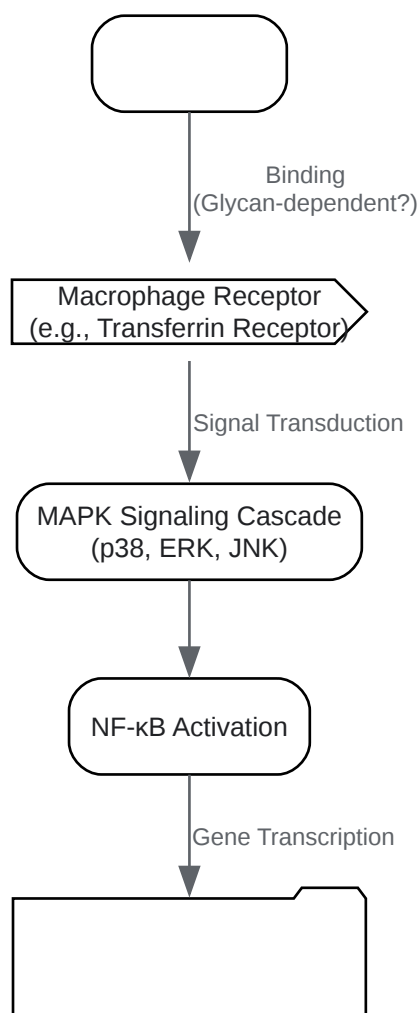 Binding
(Glycan-dependent?)
Macrophage Receptor
(e.g., Transferrin Receptor)
Signal Transduction
MAPK Signaling Cascade
(p38, ERK, JNK)
NF-κB Activation
Gene Transcription